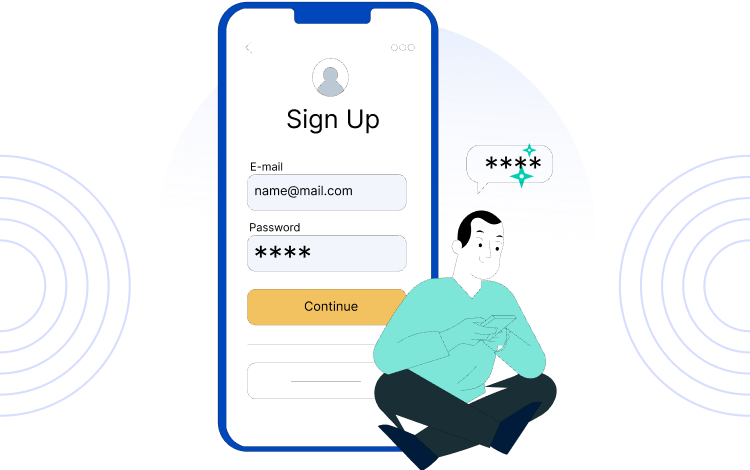 Sign Up
E-mail
name@mail.com
Password
****
Continue
****